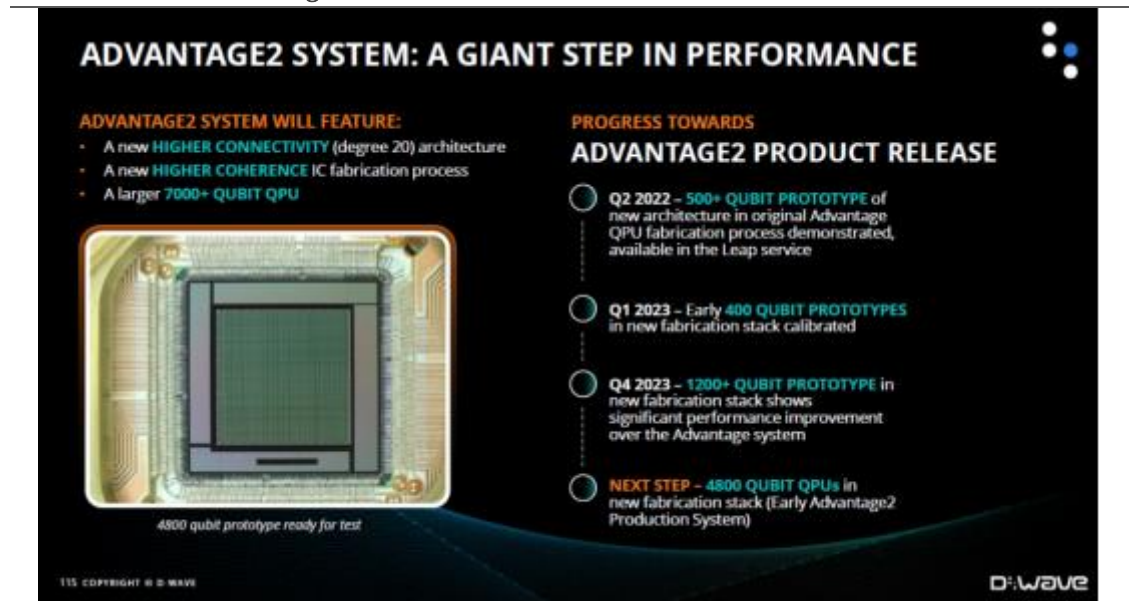 ADVANTAGE2 SYSTEM: A GIANT STEP IN PERFORMANCE
ADVANTAGE2 SYSTEM WILL FEATURE:
• A new HIGHER CONNECTIVITY (degree 20) architecture
• A new HIGHER COHERENCE IC fabrication process
• A larger 7000+ QUBIT QPU
4800 qubit prototype ready for test
PROGRESS TOWARDS
ADVANTAGE2 PRODUCT RELEASE
Q2 2022 – 500+ QUBIT PROTOTYPE of
new architecture in original Advantage
QPU fabrication process demonstrated,
available in the Leap service
Q1 2023 – Early 400 QUBIT PROTOTYPES
in new fabrication stack calibrated
Q4 2023 – 1200+ QUBIT PROTOTYPE in
new fabrication stack shows
significant performance improvement
over the Advantage system
NEXT STEP – 4800 QUBIT QPUs in
new fabrication stack (Early Advantage2
Production System)
115 COPYRIGHT © D-WAVE
D:wave